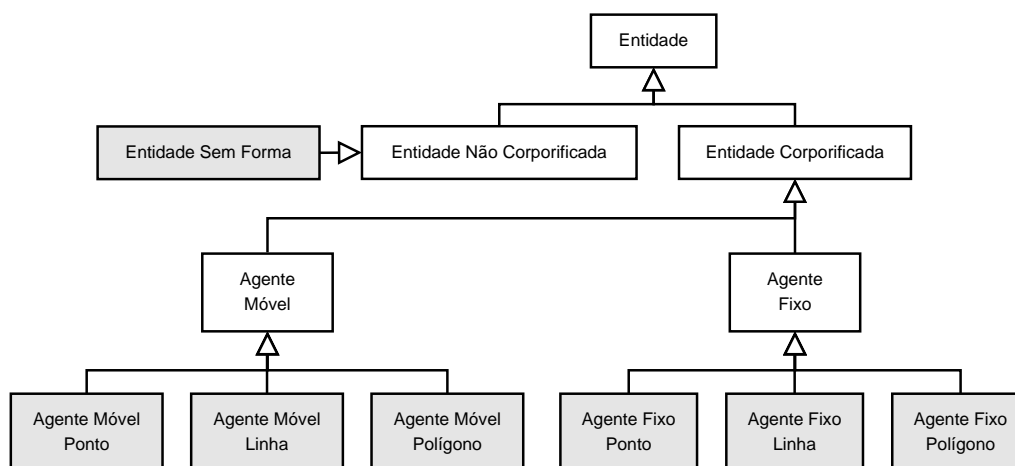 Entidade
Entidade Sem Forma
Entidade Não Corporificada
Entidade Corporificada
Agente
Móvel
Agente
Fixo
Agente Móvel
Ponto
Agente Móvel
Linha
Agente Móvel
Polígono
Agente Fixo
Ponto
Agente Fixo
Linha
Agente Fixo
Polígono